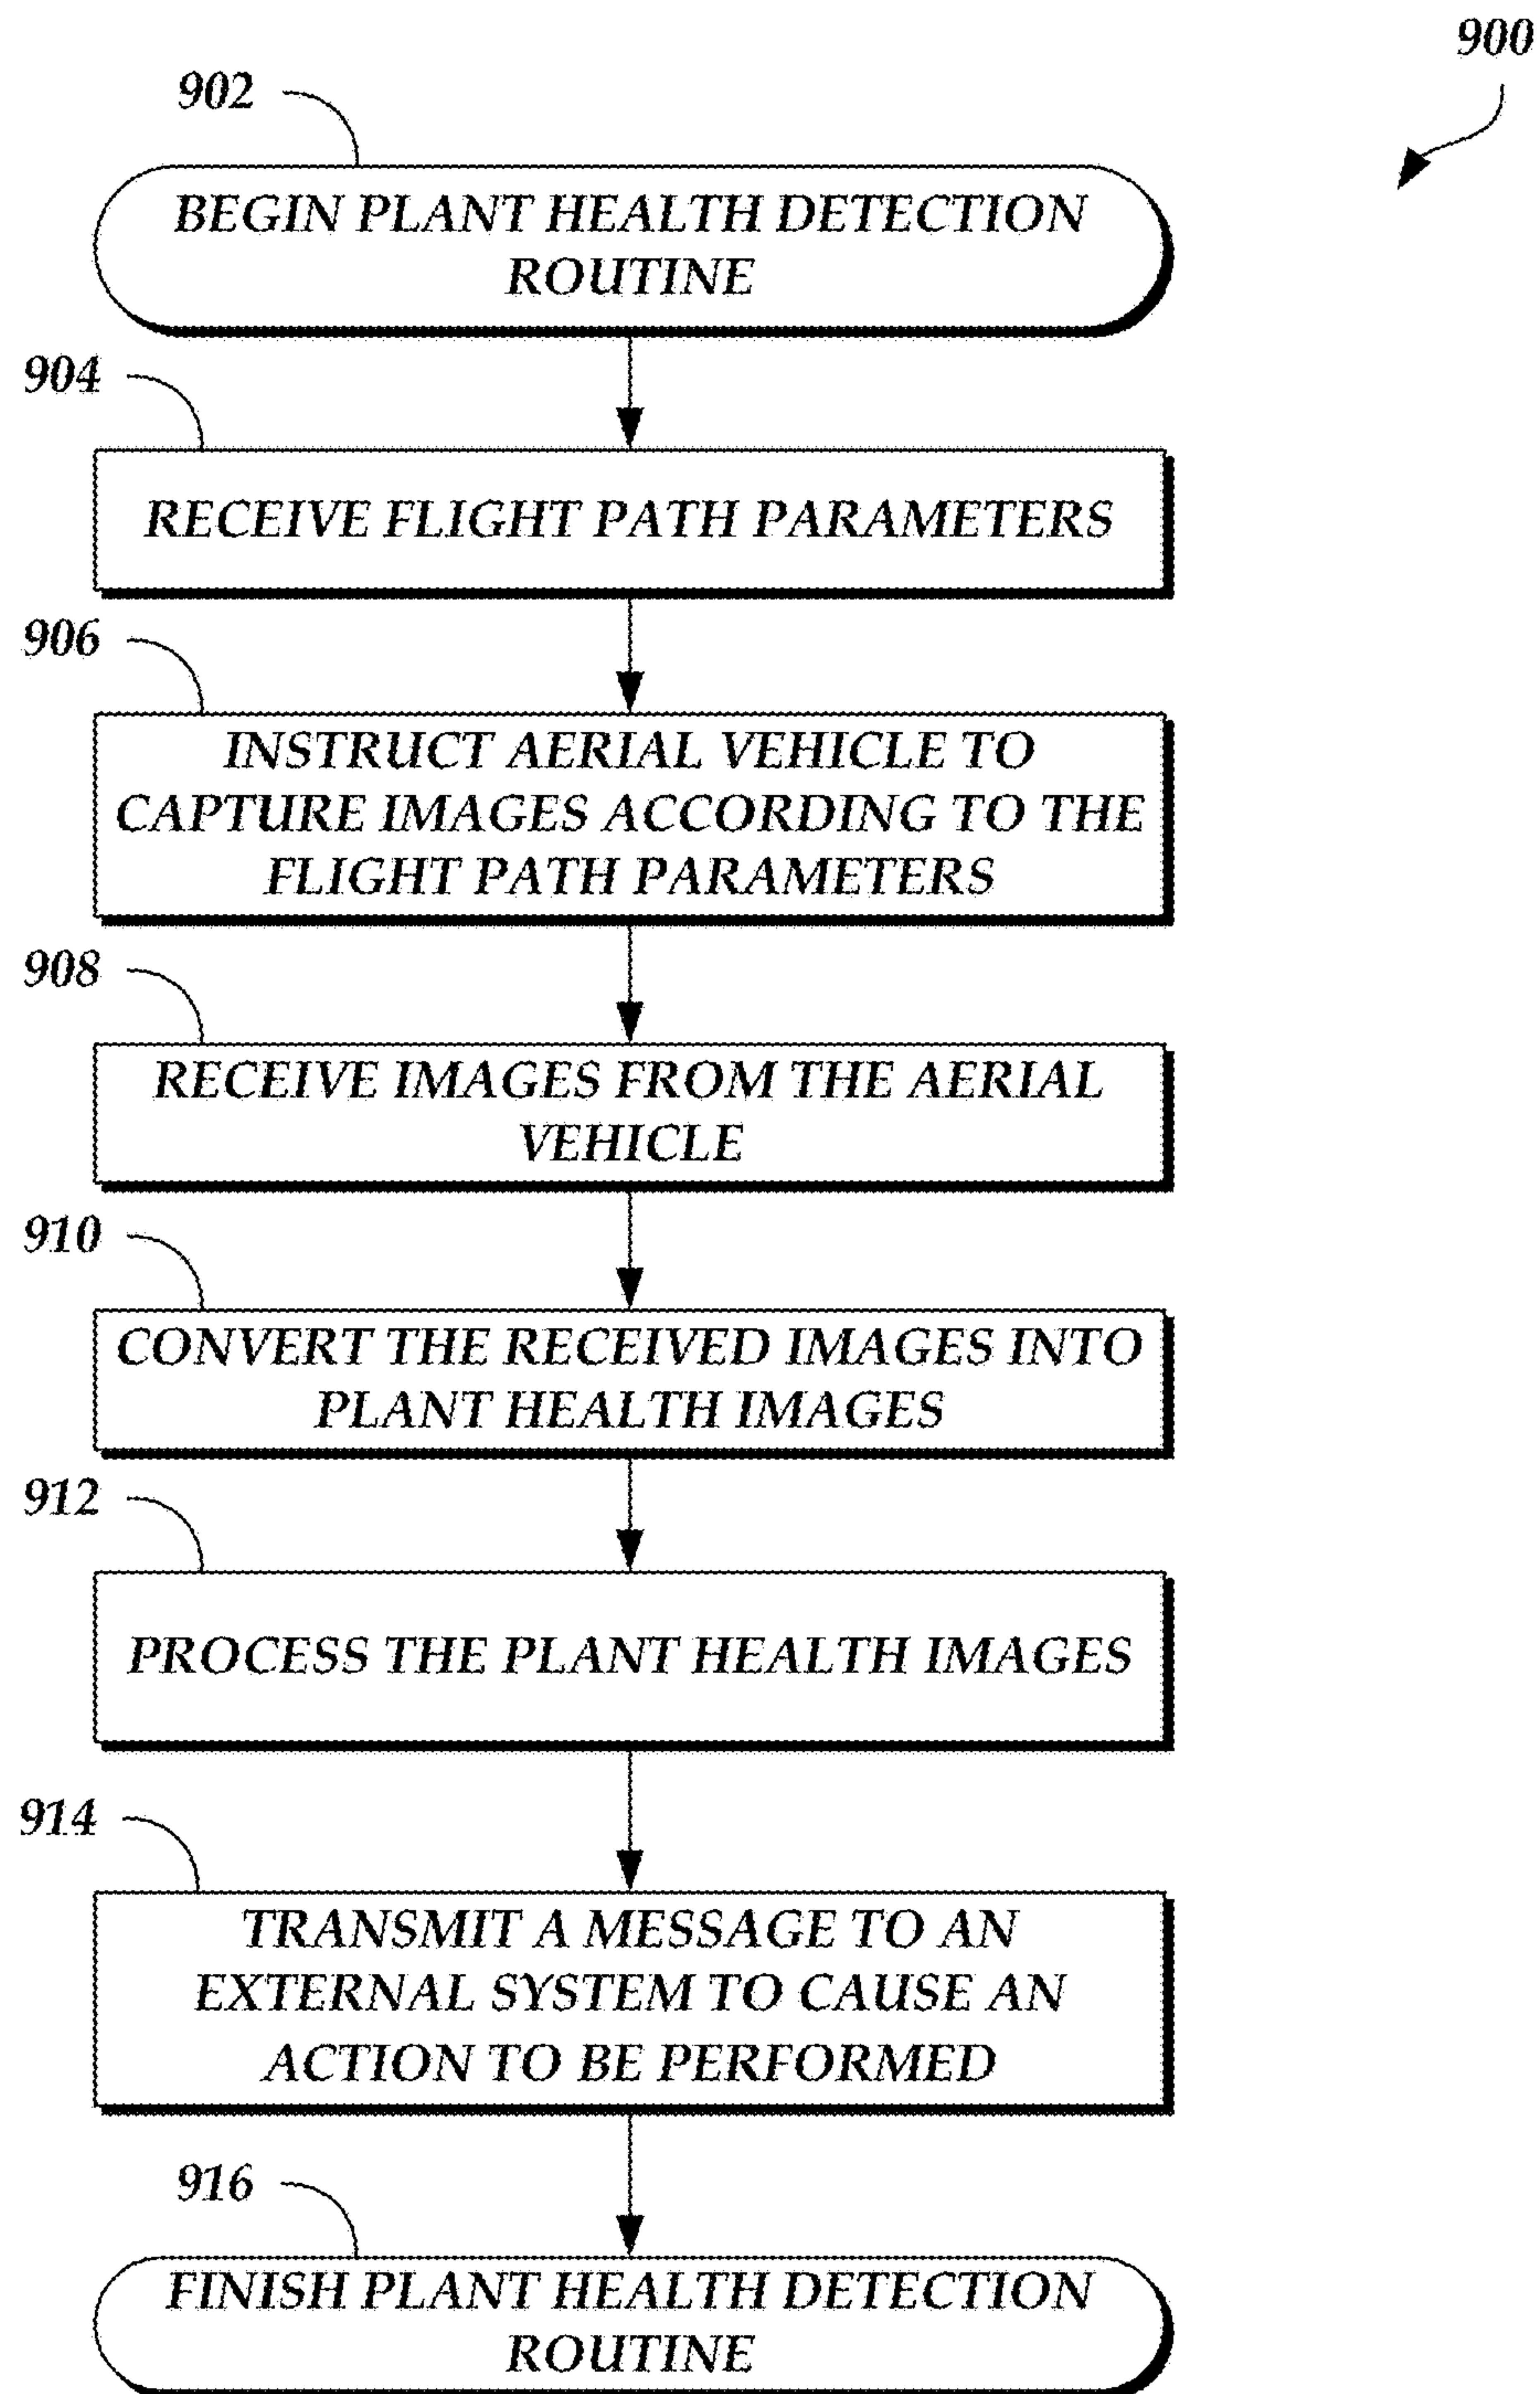 900
902
BEGIN PLANT HEALTH DETECTION
ROUTINE
904
RECEIVE FLIGHT PATH PARAMETERS
906
INSTRUCT AERIAL VEHICLE TO
CAPTURE IMAGES ACCORDING TO THE
FLIGHT PATH PARAMETERS
908
RECEIVE IMAGES FROM THE AERIAL
VEHICLE
910
CONVERT THE RECEIVED IMAGES INTO
PLANT HEALTH IMAGES
912
PROCESS THE PLANT HEALTH IMAGES
914
TRANSMIT A MESSAGE TO AN
EXTERNAL SYSTEM TO CAUSE AN
ACTION TO BE PERFORMED
916
FINISH PLANT HEALTH DETECTION
ROUTINE